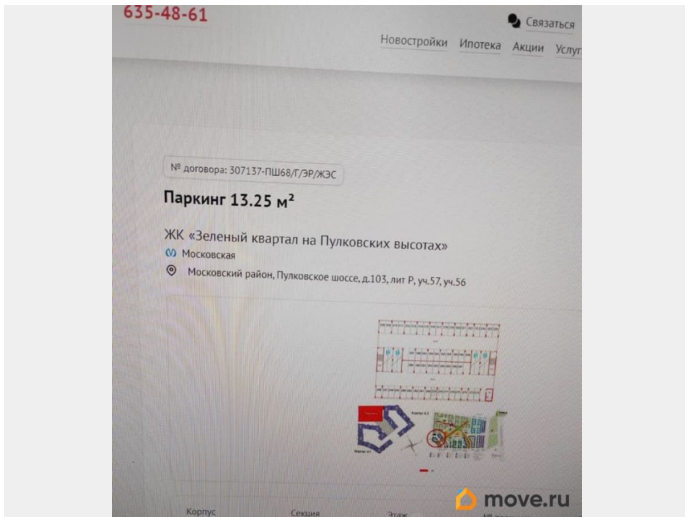 635-48-61
Связаться
Новостройки Ипотека Акции Услуг
№ договора: 307137-ПШ68/Г/ЭР/ЖЭС
Паркинг 13.25 м²
ЖК «Зеленый квартал на Пулковских высотах»
Московская
Московский район, Пулковское шоссе, д.103, лит Р, уч.57, уч.56
Корпус Секция Этаж
move.ru